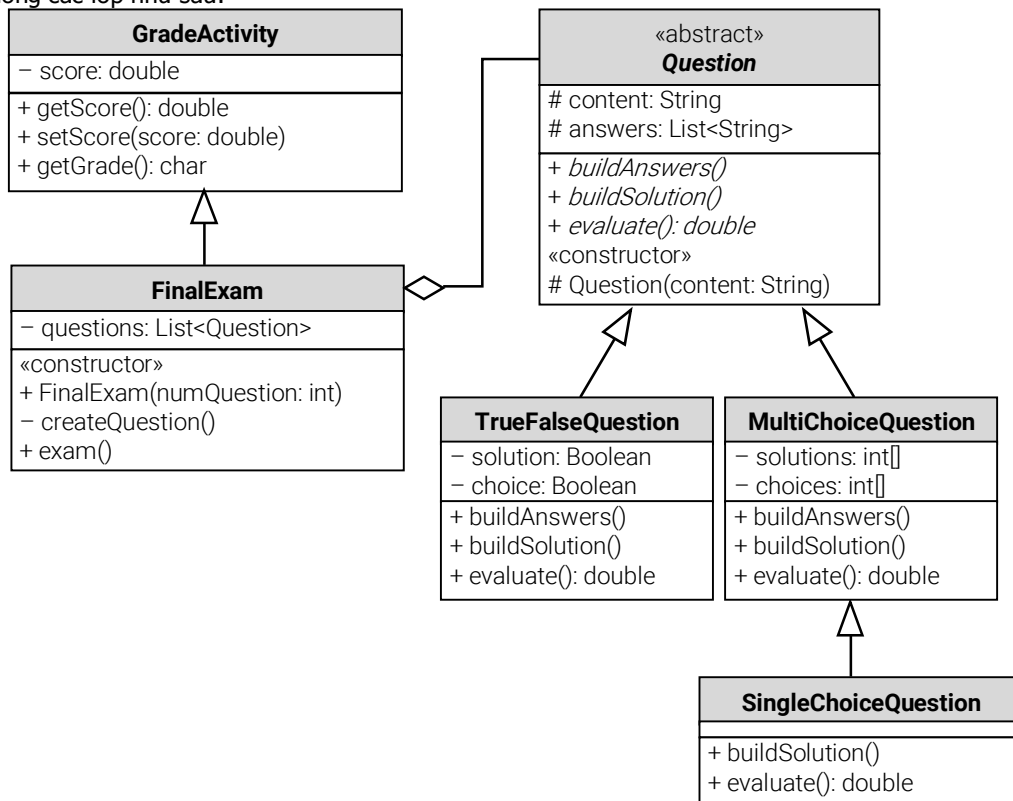 các lớp như sau:
GradeActivity
– score: double
+ getScore(): double
+ setScore(score: double)
+ getGrade(): char
«abstract»
Question
# content: String
# answers: List<String>
+ buildAnswers()
+ buildSolution()
+ evaluate(): double
«constructor»
# Question(content: String)
FinalExam
– questions: List<Question>
«constructor»
+ FinalExam(numQuestion: int)
– createQuestion()
+ exam()
TrueFalseQuestion
– solution: Boolean
– choice: Boolean
+ buildAnswers()
+ buildSolution()
+ evaluate(): double
MultiChoiceQuestion
– solutions: int[]
– choices: int[]
+ buildAnswers()
+ buildSolution()
+ evaluate(): double
SingleChoiceQuestion
+ buildSolution()
+ evaluate(): double